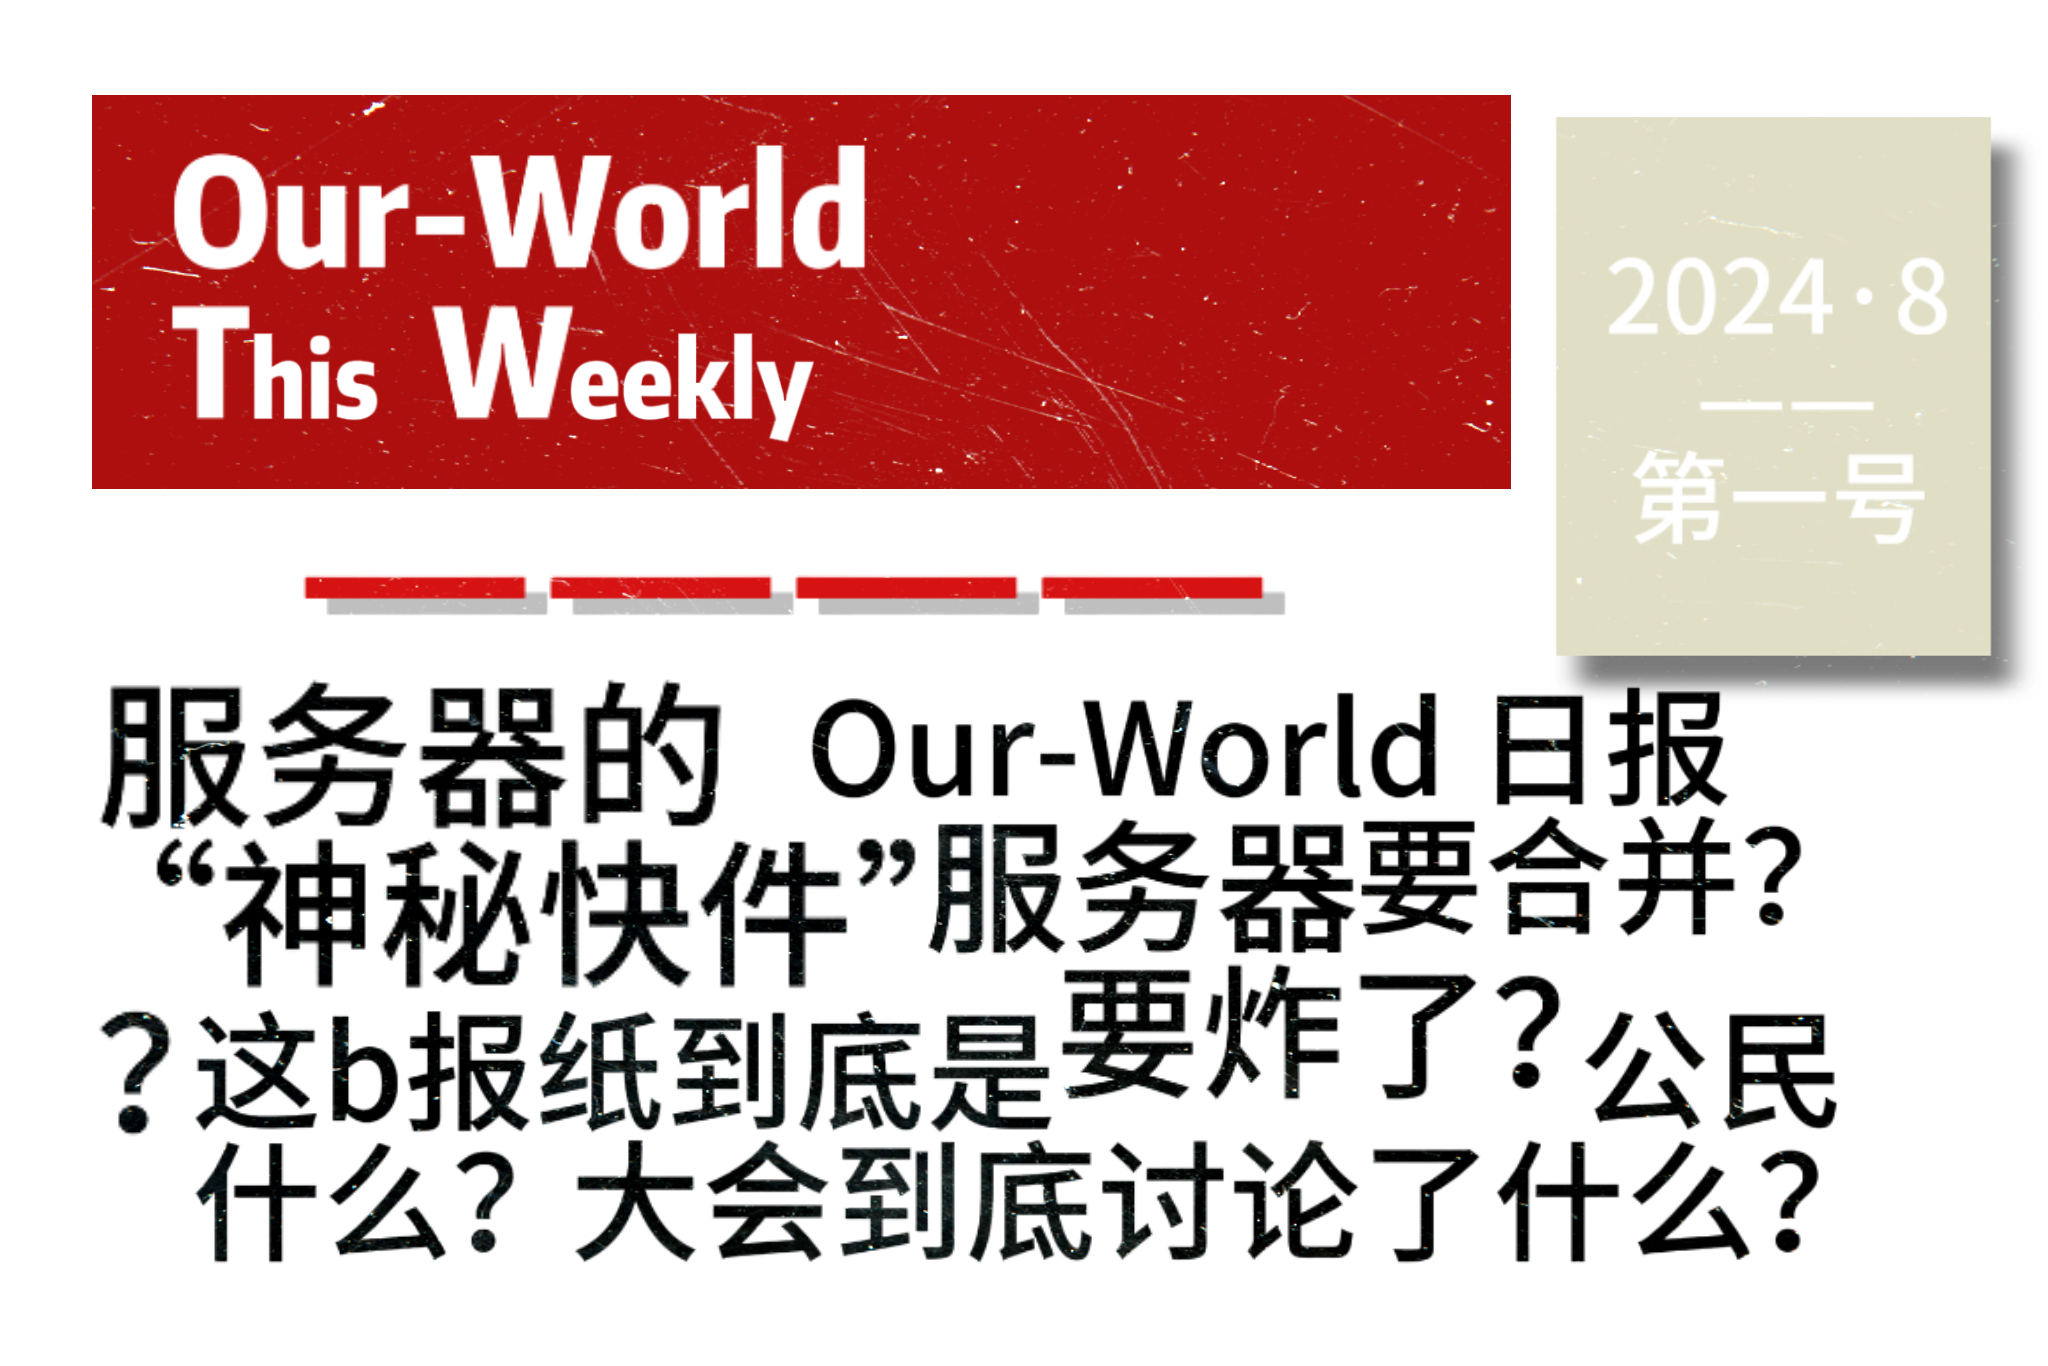 Our-World
This Weekly
2024·8
——
第一号
服务器的 Our-World 日报
“神秘快件”服务器要合并？
？这b报纸到底是要炸了？公民
什么？大会到底讨论了什么？